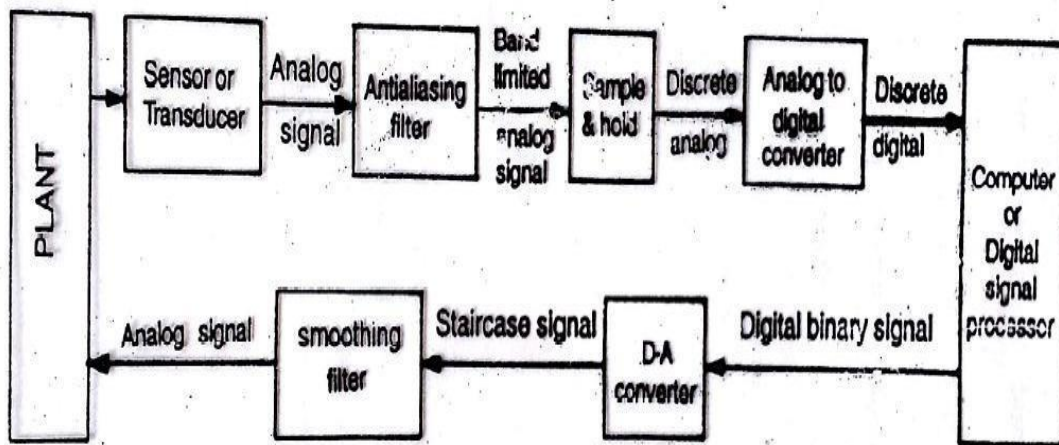 PLANT
Sensor or
Transducer
Analog
signal
Antialiasing
filter
Band
limited
analog
signal
Sample
& hold
Discrete
analog
Analog to
digital
converter
Discrete
digital
Computer
or
Digital
signal
processor
Digital binary signal
D-A
converter
Staircase signal
smoothing
filter
Analog signal